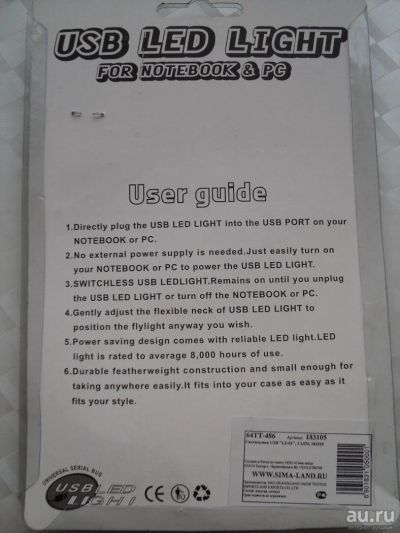 USB LED LIGHT
FOR NOTEBOOK & PC
User guide
1.Directly plug the USB LED LIGHT into the USB PORT on your
NOTEBOOK or PC.
2.No external power supply is needed.Just easily turn on
your NOTEBOOK or PC to power the USB LED LIGHT.
3.SWITCHLESS USB LEDLIGHT.Remains on until you unplug
the USB LED LIGHT or turn off the NOTEBOOK or PC.
4.Gently adjust the flexible neck of USB LED LIGHT to
position the flylight anyway you wish.
5.Power saving design comes with reliable LED light.LED
light is rated to average 8,000 hours of use.
6.Durable featherweight construction and small enough for
taking anywhere easily.It fits into your case as easy as it
fits your style.
64TT-486 Артикул 183105
WWW.SIMA-LAND.RU
UNIVERSAL SERIAL BUS
USB LED
LIGHT
CE
au.ru